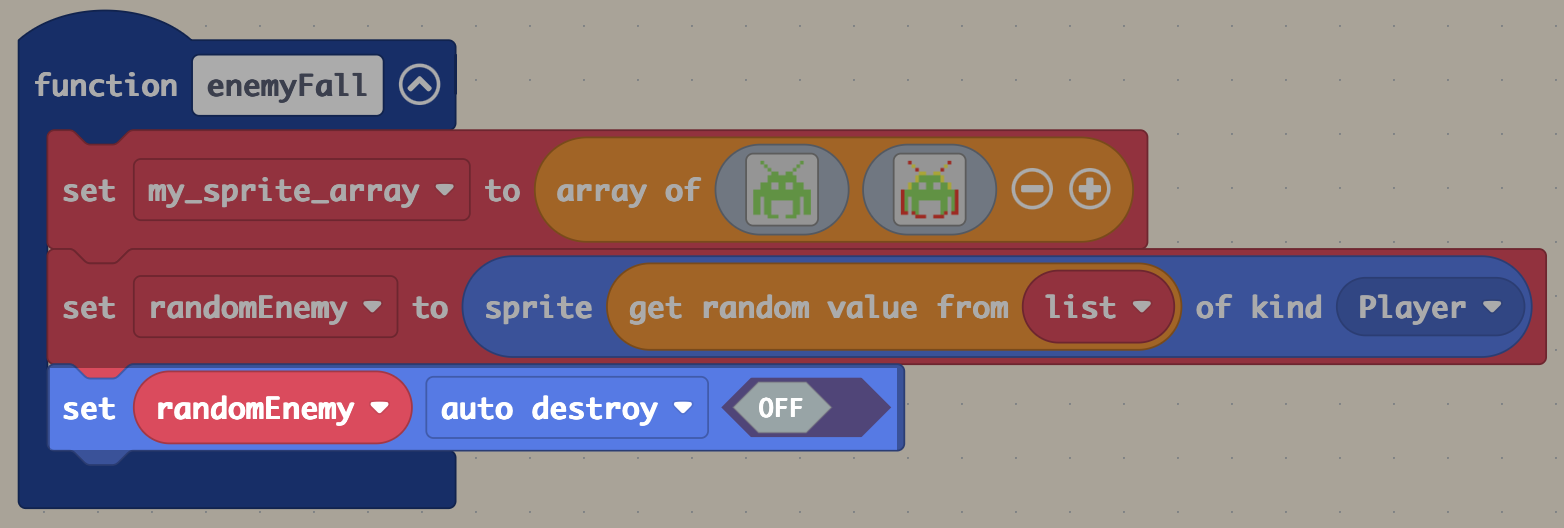 function enemyFall
set my_sprite_array to array of
set randomEnemy to sprite get random value from list of kind Player
set randomEnemy auto destroy OFF